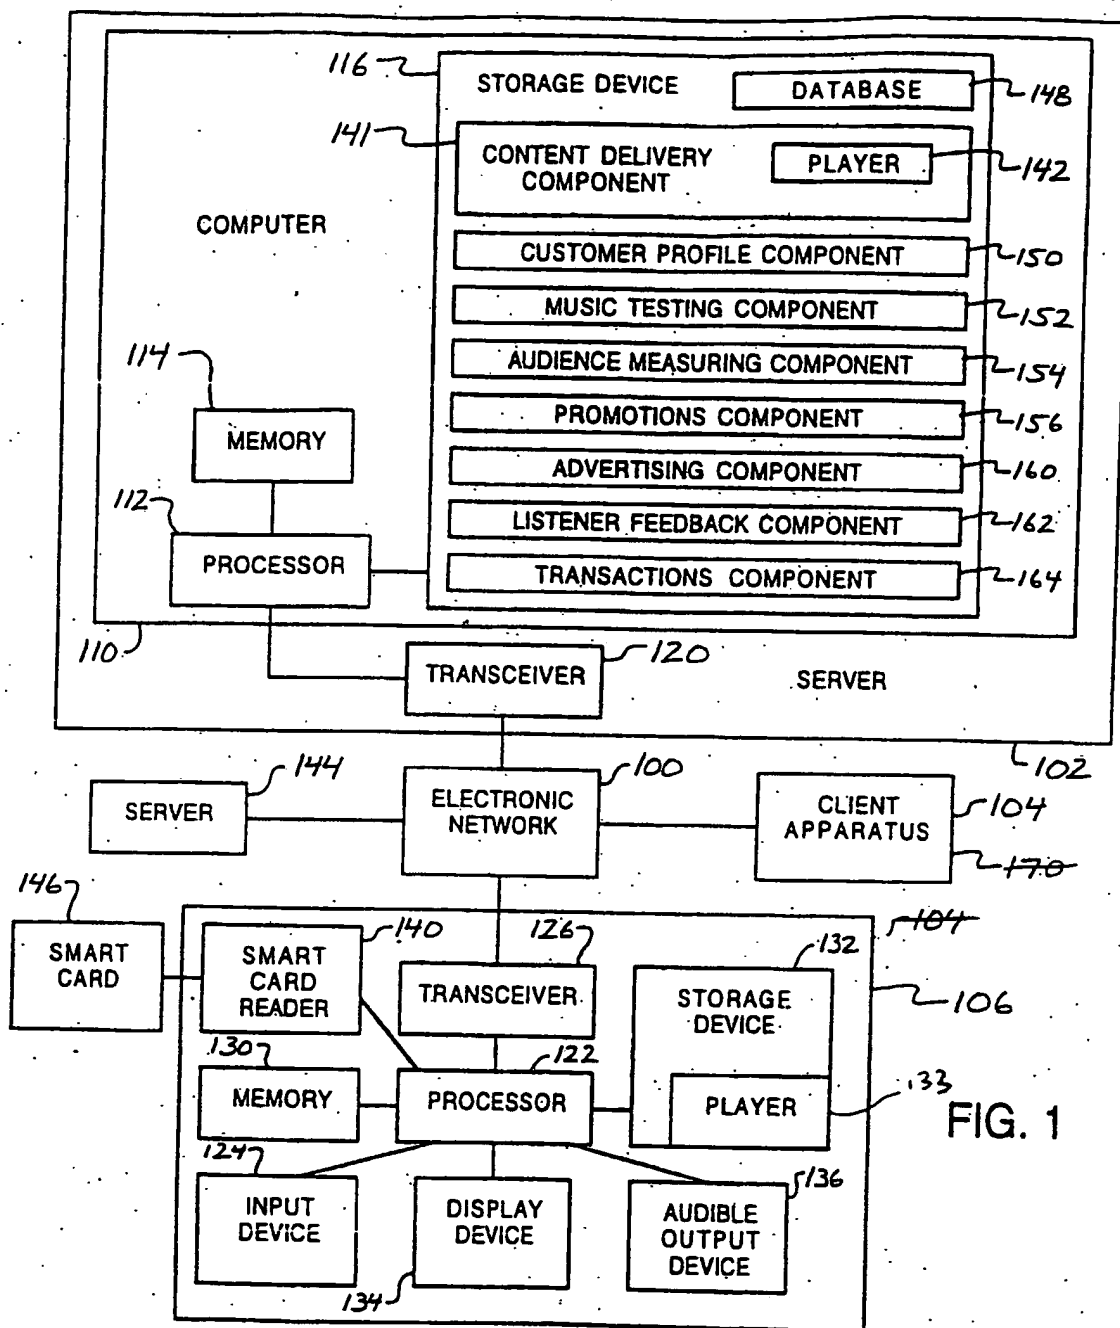 116
STORAGE DEVICE
DATABASE
148
141
CONTENT DELIVERY
COMPONENT
PLAYER
142
COMPUTER
CUSTOMER PROFILE COMPONENT
150
MUSIC TESTING COMPONENT
152
114
AUDIENCE MEASURING COMPONENT
154
MEMORY
PROMOTIONS COMPONENT
156
ADVERTISING COMPONENT
160
112
LISTENER FEEDBACK COMPONENT
162
PROCESSOR
TRANSACTIONS COMPONENT
164
110
120
TRANSCEIVER
SERVER
102
144
SERVER
100
ELECTRONIC
NETWORK
CLIENT
APPARATUS
104
170
146
SMART
CARD
140
SMART
CARD
READER
126
TRANSCEIVER
132
STORAGE
DEVICE
104
106
130
MEMORY
122
PROCESSOR
PLAYER
133
FIG. 1
124
INPUT
DEVICE
DISPLAY
DEVICE
134
136
AUDIBLE
OUTPUT
DEVICE